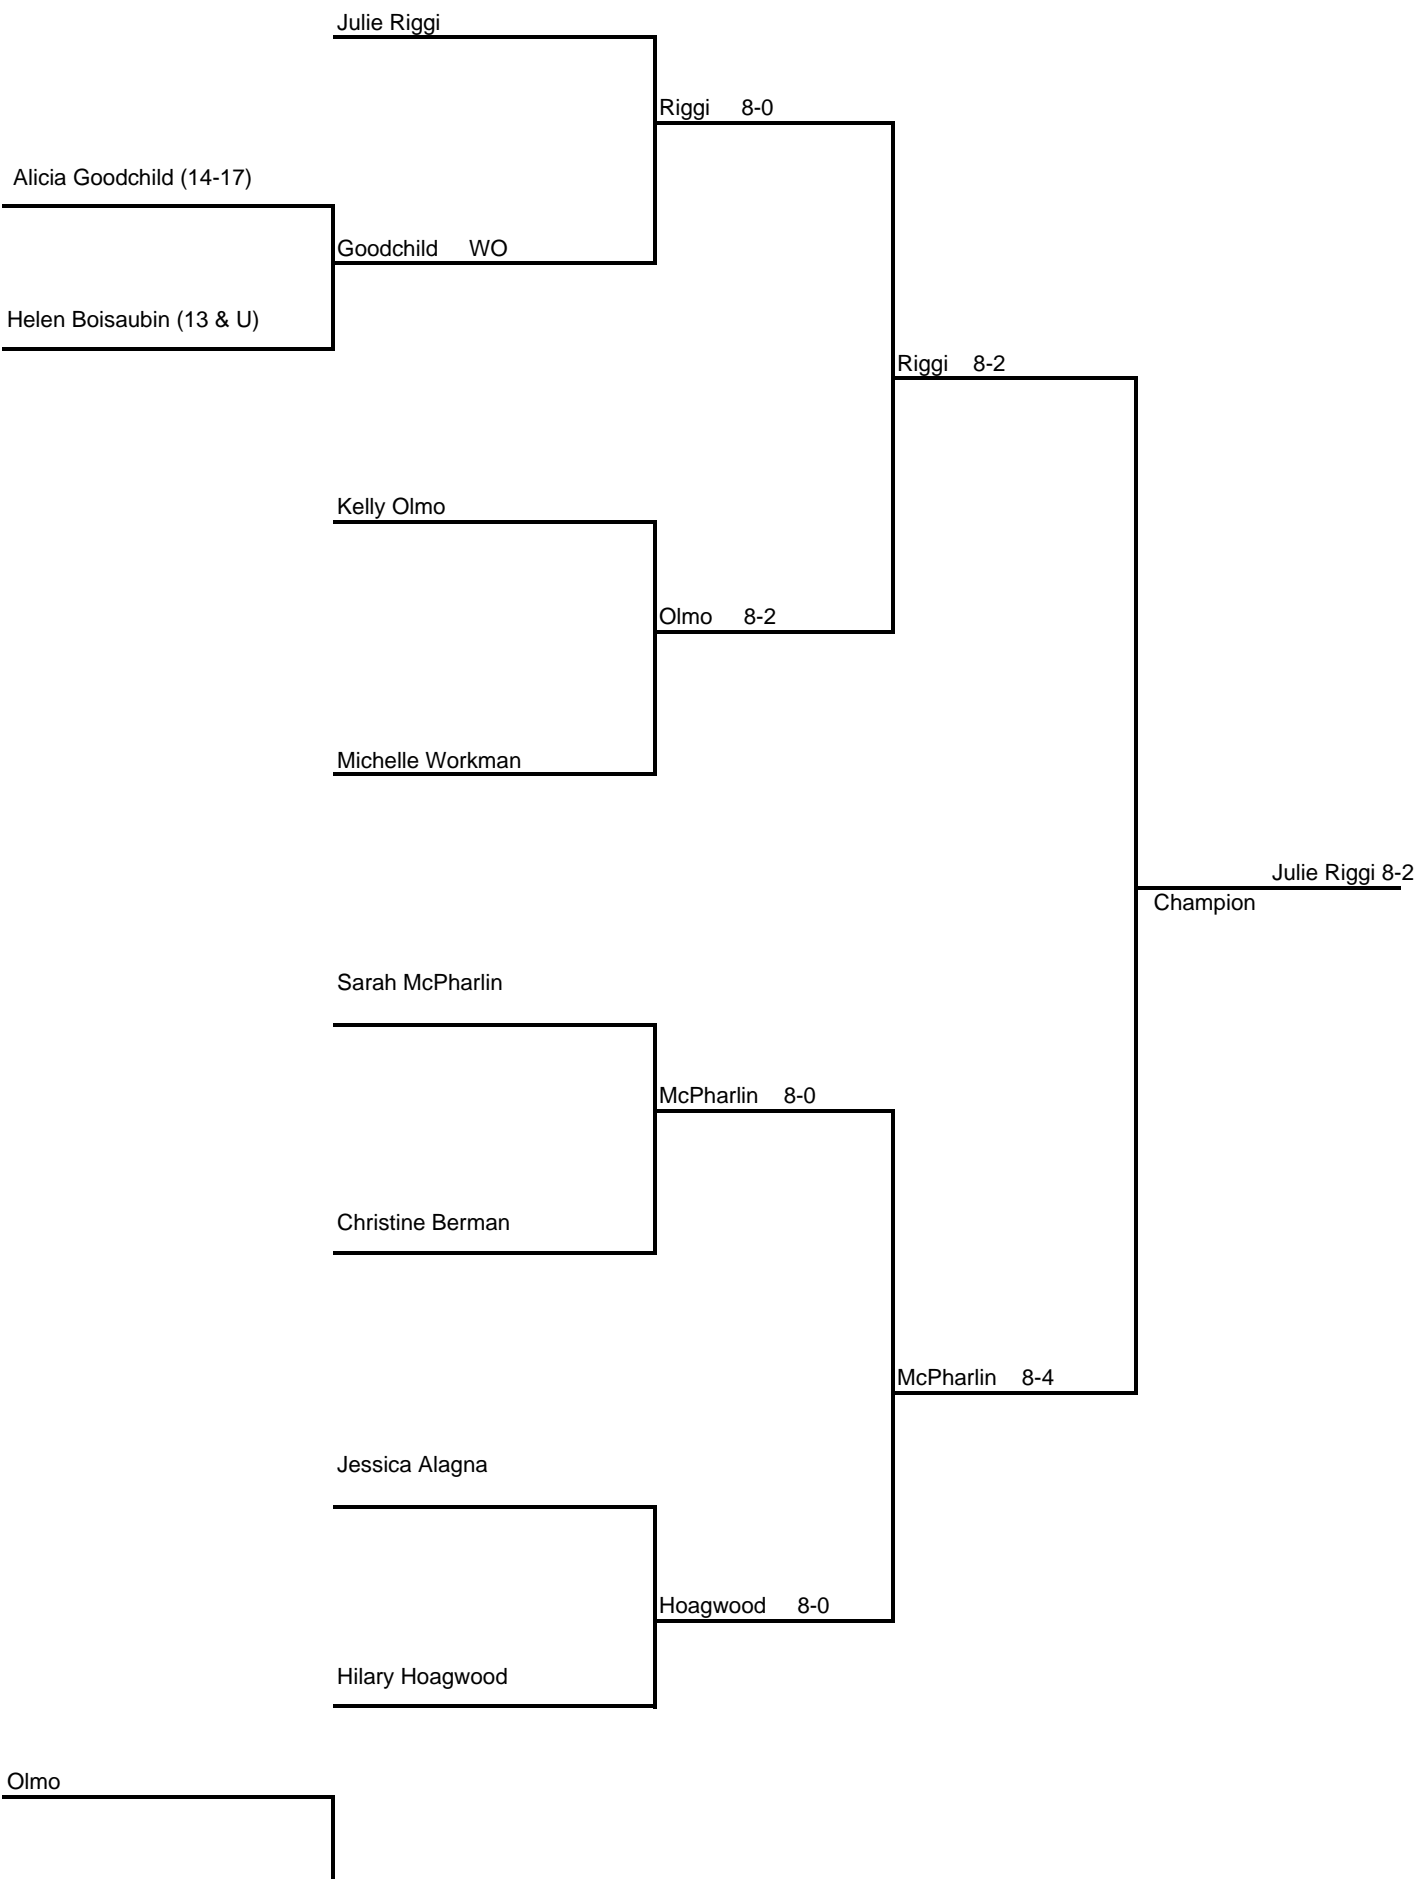 Julie Riggi
Riggi 8-0
Alicia Goodchild (14-17)
Goodchild WO
Helen Boisaubin (13 & U)
Riggi 8-2
Kelly Olmo
Olmo 8-2
Michelle Workman
Julie Riggi 8-2
Champion
Sarah McPharlin
McPharlin 8-0
Christine Berman
McPharlin 8-4
Jessica Alagna
Hoagwood 8-0
Hilary Hoagwood
Olmo